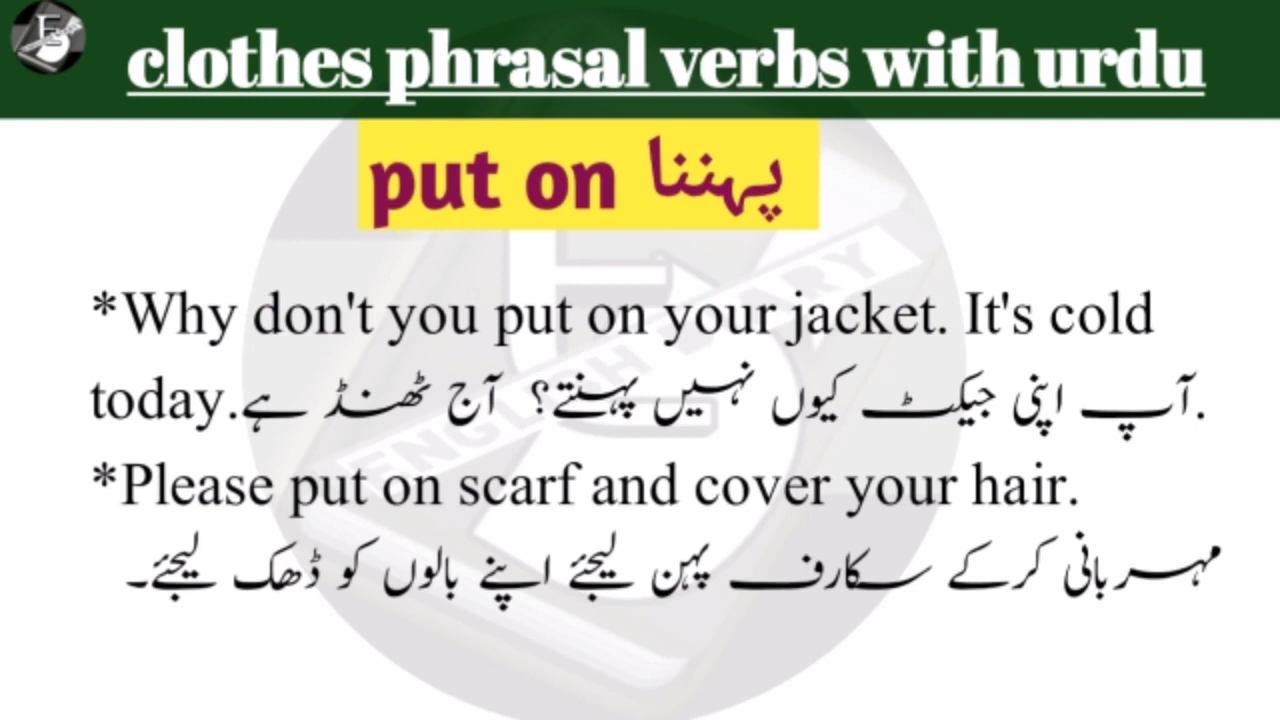 clothes phrasal verbs with urdu
put on پہننا
*Why don't you put on your jacket. It's cold
today.آپ اپنی جیکٹ کیوں نہیں پہنتے؟ آج ٹھنڈ ہے.
*Please put on scarf and cover your hair.
مہربانی کرکے سکارف پہن لیجئے اپنے بالوں کو ڈھک لیجئے۔